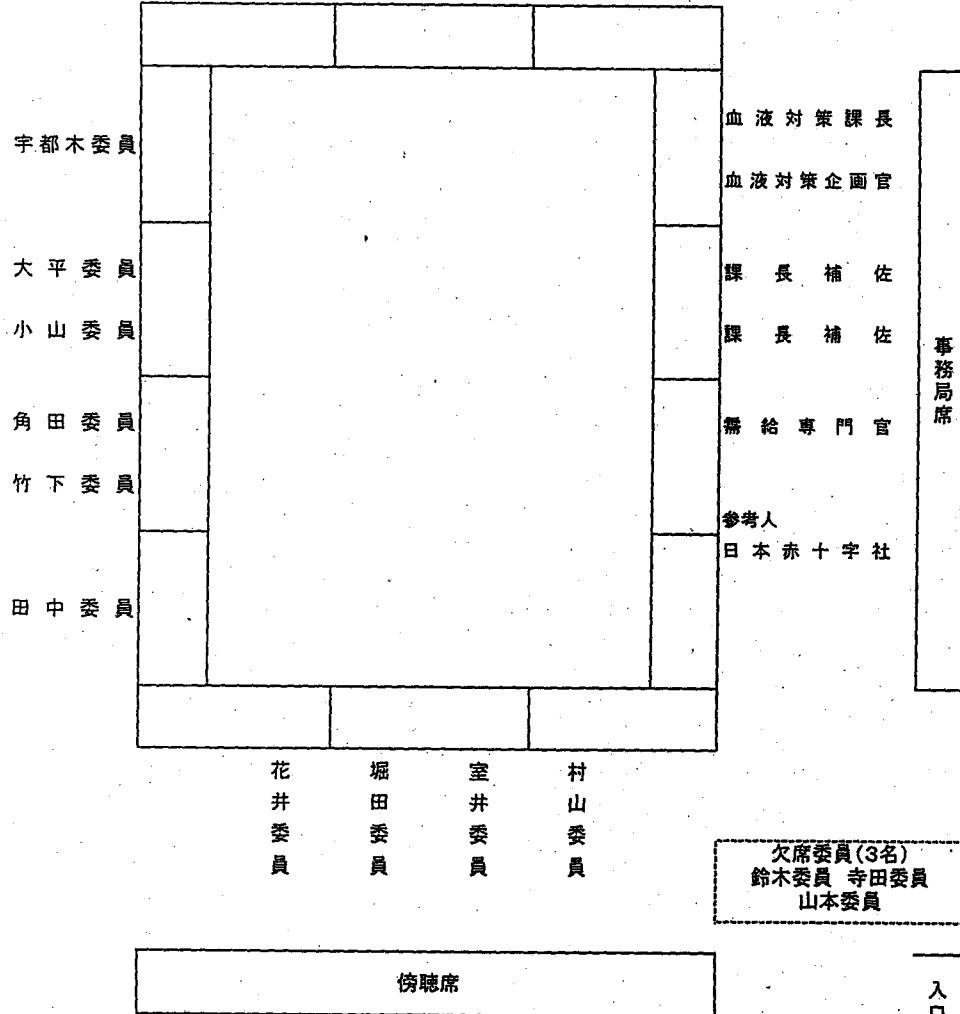 宇都木委員
大平委員
小山委員
角田委員
竹下委員
田中委員
血液対策課長
血液対策企画官
課長補佐
課長補佐
需給専門官
参考人
日本赤十字社
事務局席
花井委員
堀田委員
室井委員
村山委員
欠席委員(3名)
鈴木委員 寺田委員
山本委員
傍聴席
入口